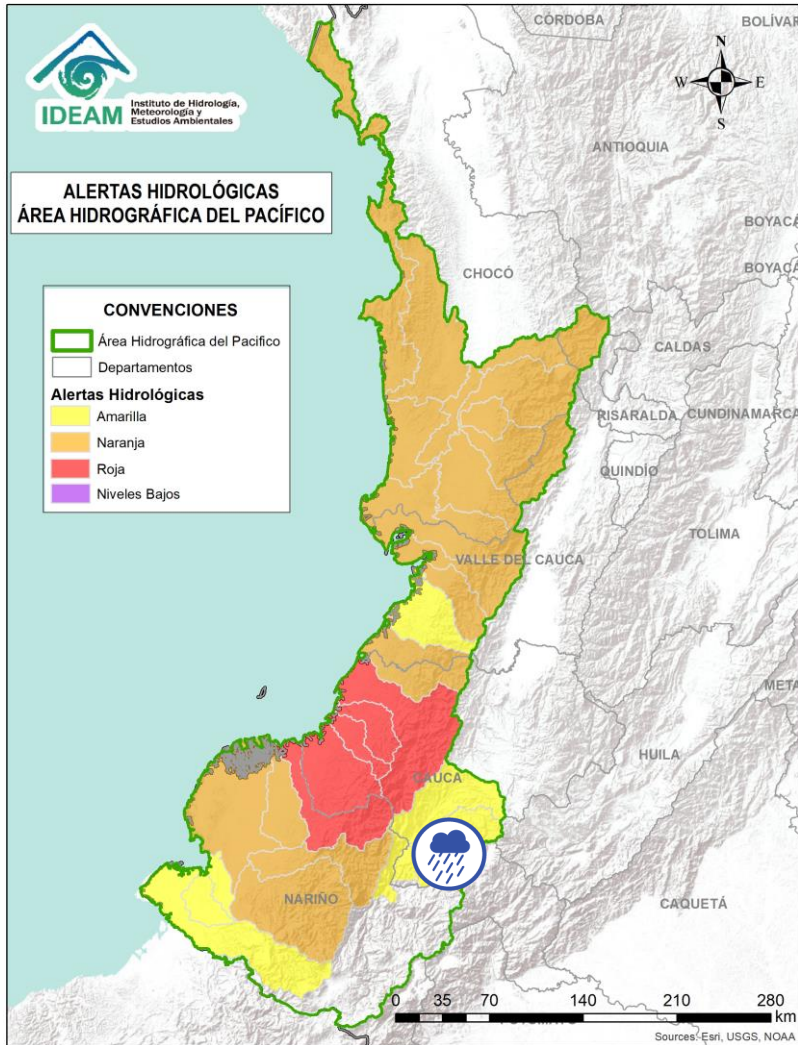 IDEAM
Instituto de Hidrología,
Meteorología y
Estudios Ambientales
ALERTAS HIDROLÓGICAS
ÁREA HIDROGRÁFICA DEL PACÍFICO
CONVENCIONES
Área Hidrográfica del Pacifico
Departamentos
Alertas Hidrológicas
Amarilla
Naranja
Roja
Niveles Bajos
N
W E
S
CÓRDOBA
BOLÍVAR
ANTIOQUIA
BOYACÁ
BOYACÁ
CHOCÓ
CALDAS
RISARALDA
CUNDINAMARCA
QUINDÍO
TOLIMA
VALLE DEL CAUCA
META
HUILA
CAUCA
NARIÑO
CAQUETÁ
0 35 70 140 210 280
km
Sources: Esri, USGS, NOAA